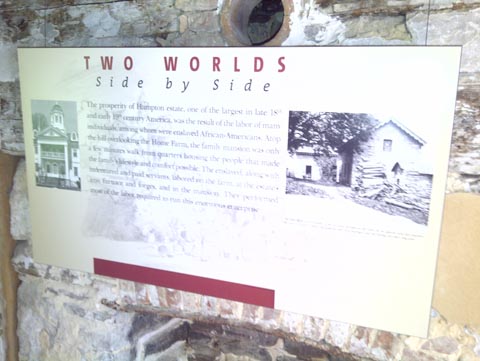 TWO WORLDS
Side by Side
The prosperity of Hampton estate, one of the largest in late 18th
and early 19th century America, was the result of the labor of many
individuals, among whom were enslaved African Americans. Atop
the hill overlooking the Home Farm, the family mansion was only
a few minutes walk from quarters housing the people that made
the family's lifestyle and comfort possible. The enslaved, along with
indentured and paid servants, labored on the farm, at the estate's
iron furnace and forges, and in the mansion. They performed
most of the labor required to run this enormous enterprise.